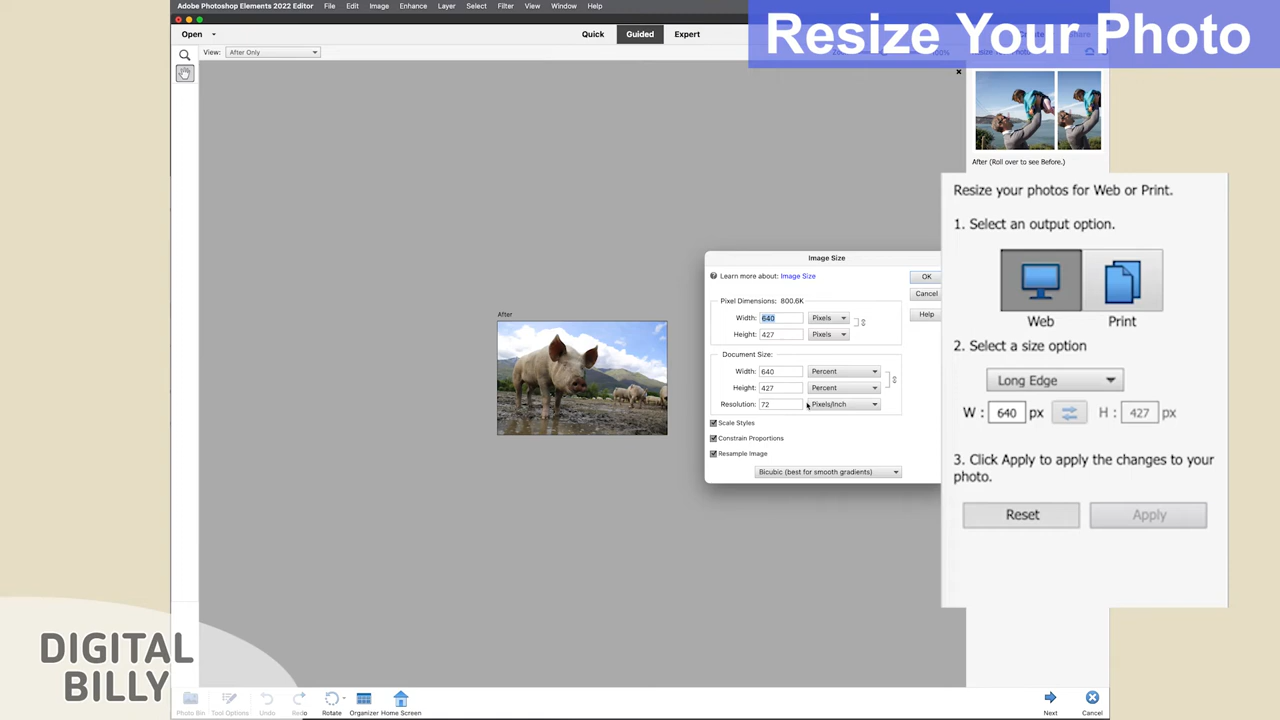 Adobe Photoshop Elements 2022 Editor File Edit Image Enhance Layer Select Filter View Window Help
Resize Your Photo
Open Quick Guided Expert
View: After Only
After (Roll over to see Before.)
Resize your photos for Web or Print.
1. Select an output option.
Web Print
2. Select a size option
Long Edge
W : 640 px H : 427 px
3. Click Apply to apply the changes to your
photo.
Reset Apply
After
Image Size
Learn more about: Image Size OK
Cancel
Help
Pixel Dimensions: 800.6K
Width: 640 Pixels
Height: 427 Pixels
Document Size:
Width: 640 Percent
Height: 427 Percent
Resolution: 72 Pixels/Inch
Scale Styles
Constrain Proportions
Resample Image
Bicubic (best for smooth gradients)
DIGITAL
BILLY
Photo Bin Tool Options Undo Redo Rotate Organizer Home Screen Next Cancel